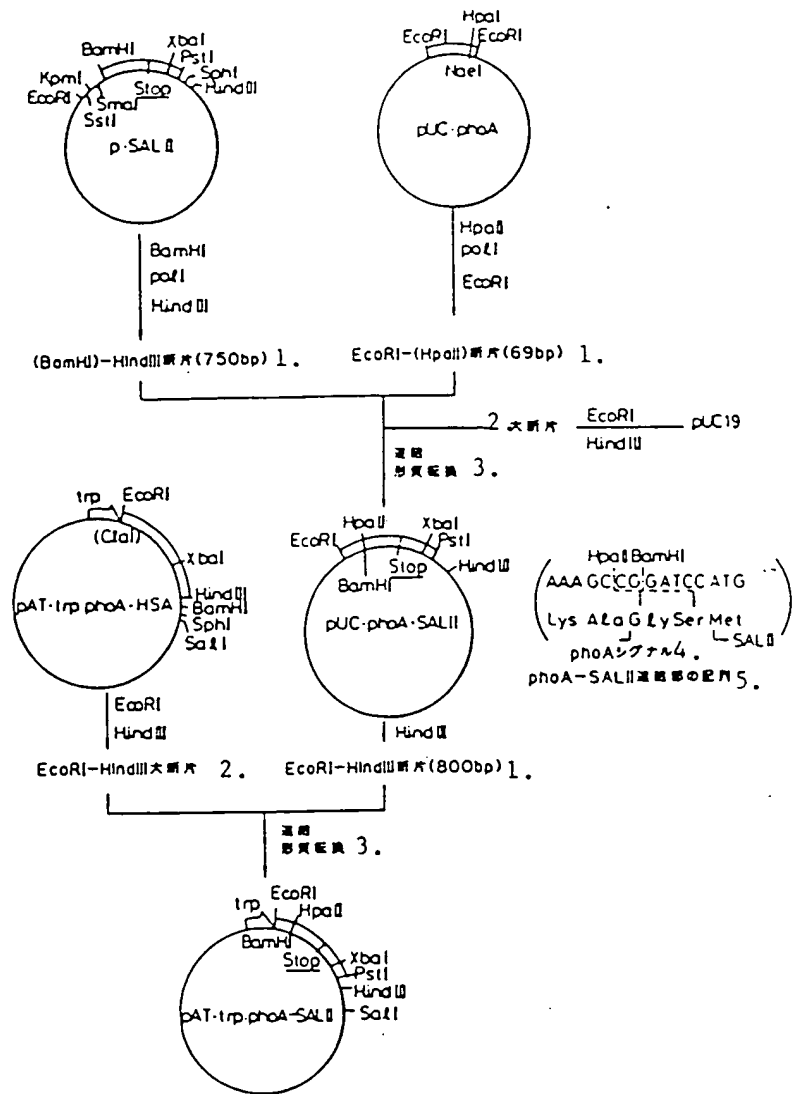 BamHI
XbaI
PstI
SphI
HindIII
KpmI
EcoRI
SstI
SmaI
Stop
p·SALII
HpaI
EcoRI
EcoRI
NaeI
pUC·phoA
BamHI
polI
HindIII
HpaII
polI
EcoRI
(BamHI)-HindIII断片(750bp) 1.
EcoRI-(HpaII)断片(69bp) 1.
2 大断片
EcoRI
HindIII
pUC19
連結
形質転換 3.
trp
EcoRI
(ClaI)
XbaI
HindIII
BamHI
SphI
SalI
pAT·trp phoA-HSA
HpaII
XbaI
EcoRI
PstI
Stop
HindIII
BamHI
pUC·phoA·SALII
HpaII BamHI
AAA GCC GGATCC ATG
Lys Ala Gly Ser Met
SALII
phoAシグナル 4.
phoA-SALII連結部の配列 5.
EcoRI
HindIII
HindIII
EcoRI-HindIII大断片 2.
EcoRI-HindIII断片(800bp) 1.
連結
形質転換 3.
trp
EcoRI
HpaII
BamHI
Stop
XbaI
PstI
HindIII
SalI
pAT·trp·phoA-SALII